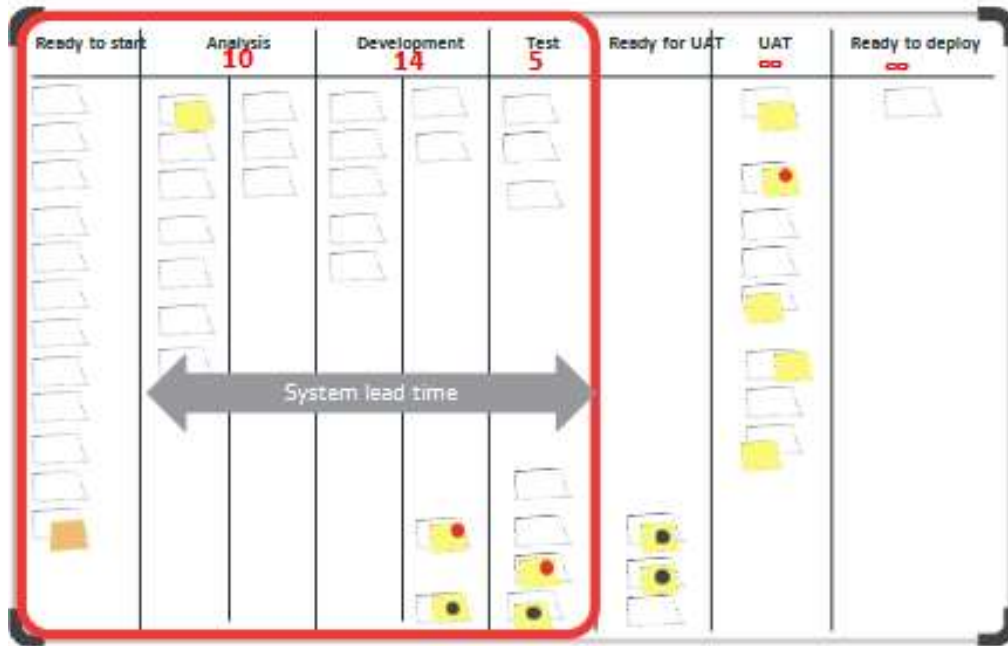 Ready to start Analysis Development Test Ready for UAT UAT Ready to deploy
10 14 5 ∞ ∞
System lead time